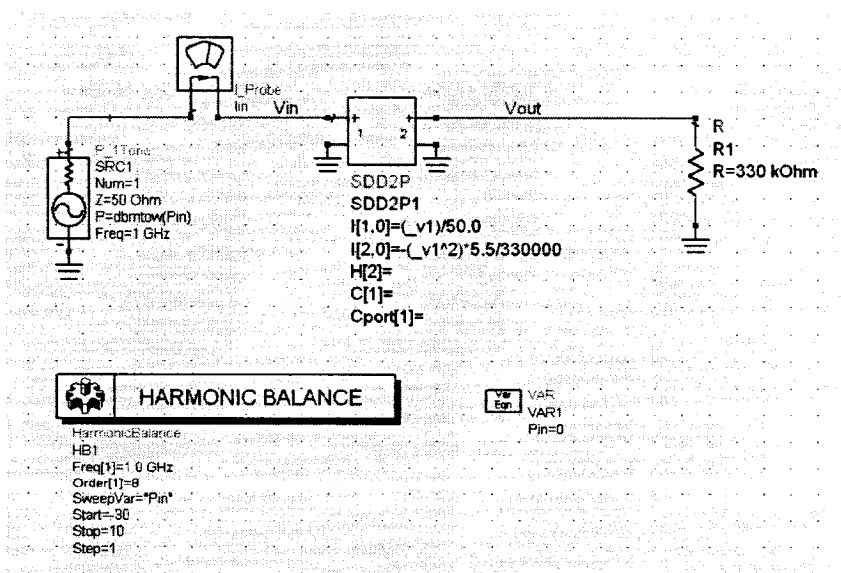 I_Probe
Iin
Vin
Vout
1
2
R
R1
R=330 kOhm
P_1Tone
SRC1
Num=1
Z=50 Ohm
P=dbmtow(Pin)
Freq=1 GHz
SDD2P
SDD2P1
I[1,0]=(_v1)/50.0
I[2,0]=-(_v1^2)*5.5/330000
H[2]=
C[1]=
Cport[1]=
HARMONIC BALANCE
HarmonicBalance
HB1
Freq[1]=1.0 GHz
Order[1]=8
SweepVar="Pin"
Start=-30
Stop=10
Step=1
Var
Eqn
VAR
VAR1
Pin=0